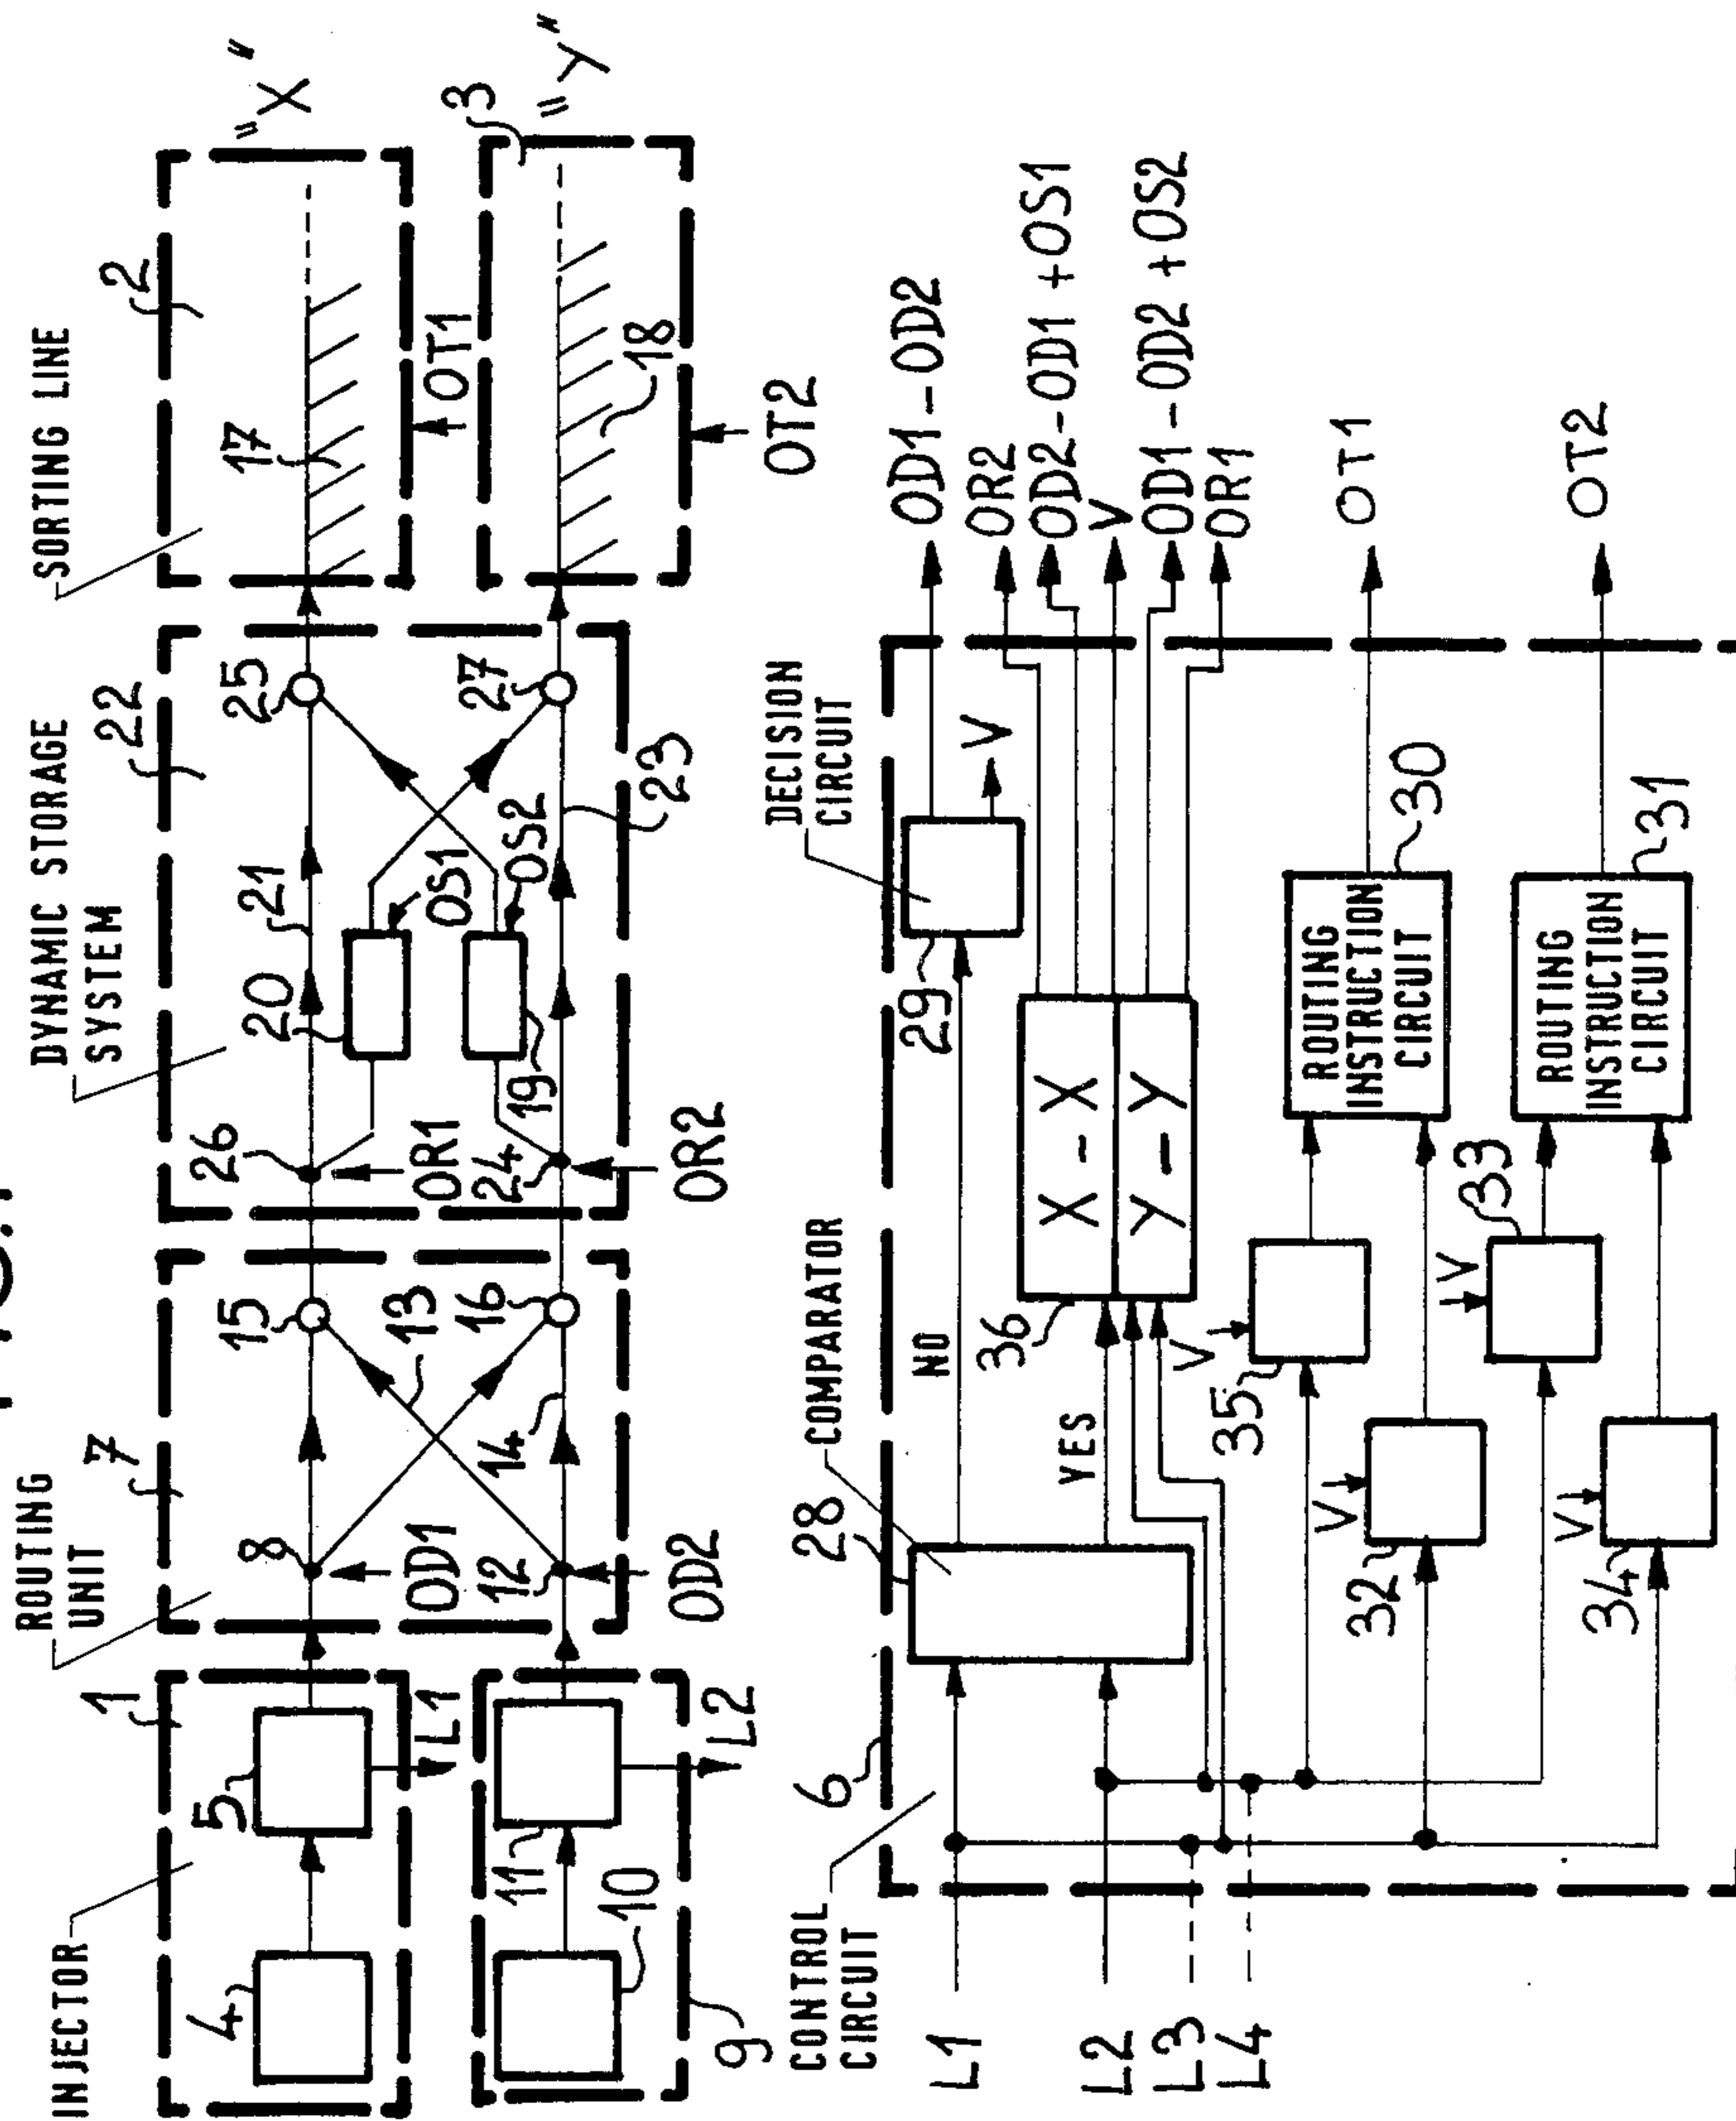 INJECTOR
ROUTING
UNIT
DYNAMIC STORAGE
SYSTEM
SORTING LINE
1
7
22
2
"X"
4
5
L1
8
OD1
15
13
26
OR1
20
21
OS1
25
17
OT1
3
"Y"
9
10
11
L2
12
OD2
14
16
24
OR2
19
OS2
23
27
18
OT2
CONTROL
CIRCUIT
6
28
COMPARATOR
DECISION
CIRCUIT
29
V
NO
YES
36
X - X
Y - Y
OD1 - OD2
OR2
OD2-OD1 +OS1
V
OD1 - OD2 +OS2
OR1
L1
L2
L3
L4
V
35
V
32
V
33
V
34
ROUTING
INSTRUCTION
CIRCUIT
30
OT1
ROUTING
INSTRUCTION
CIRCUIT
31
OT2